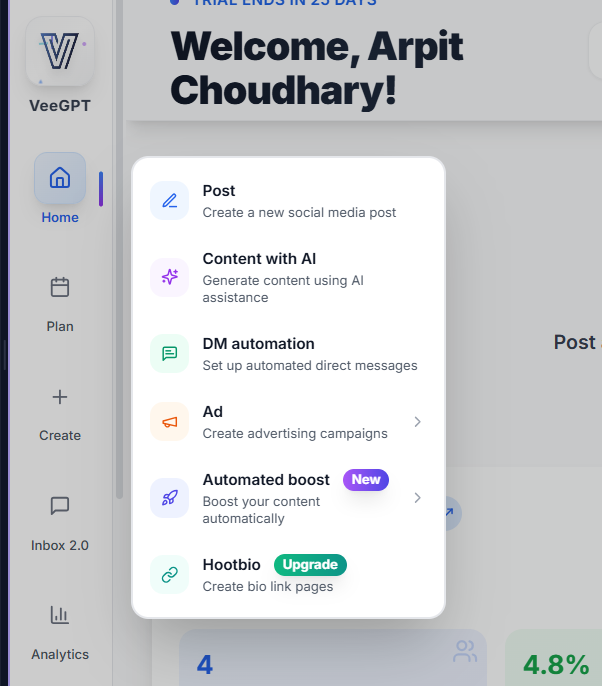 TRIAL ENDS IN 25 DAYS
Welcome, Arpit
Choudhary!
VeeGPT
Home
Plan
Create
Inbox 2.0
Analytics
Post
Create a new social media post
Content with AI
Generate content using AI
assistance
DM automation
Set up automated direct messages
Ad
Create advertising campaigns
Automated boost New
Boost your content
automatically
Hootbio Upgrade
Create bio link pages
Post
4
4.8%